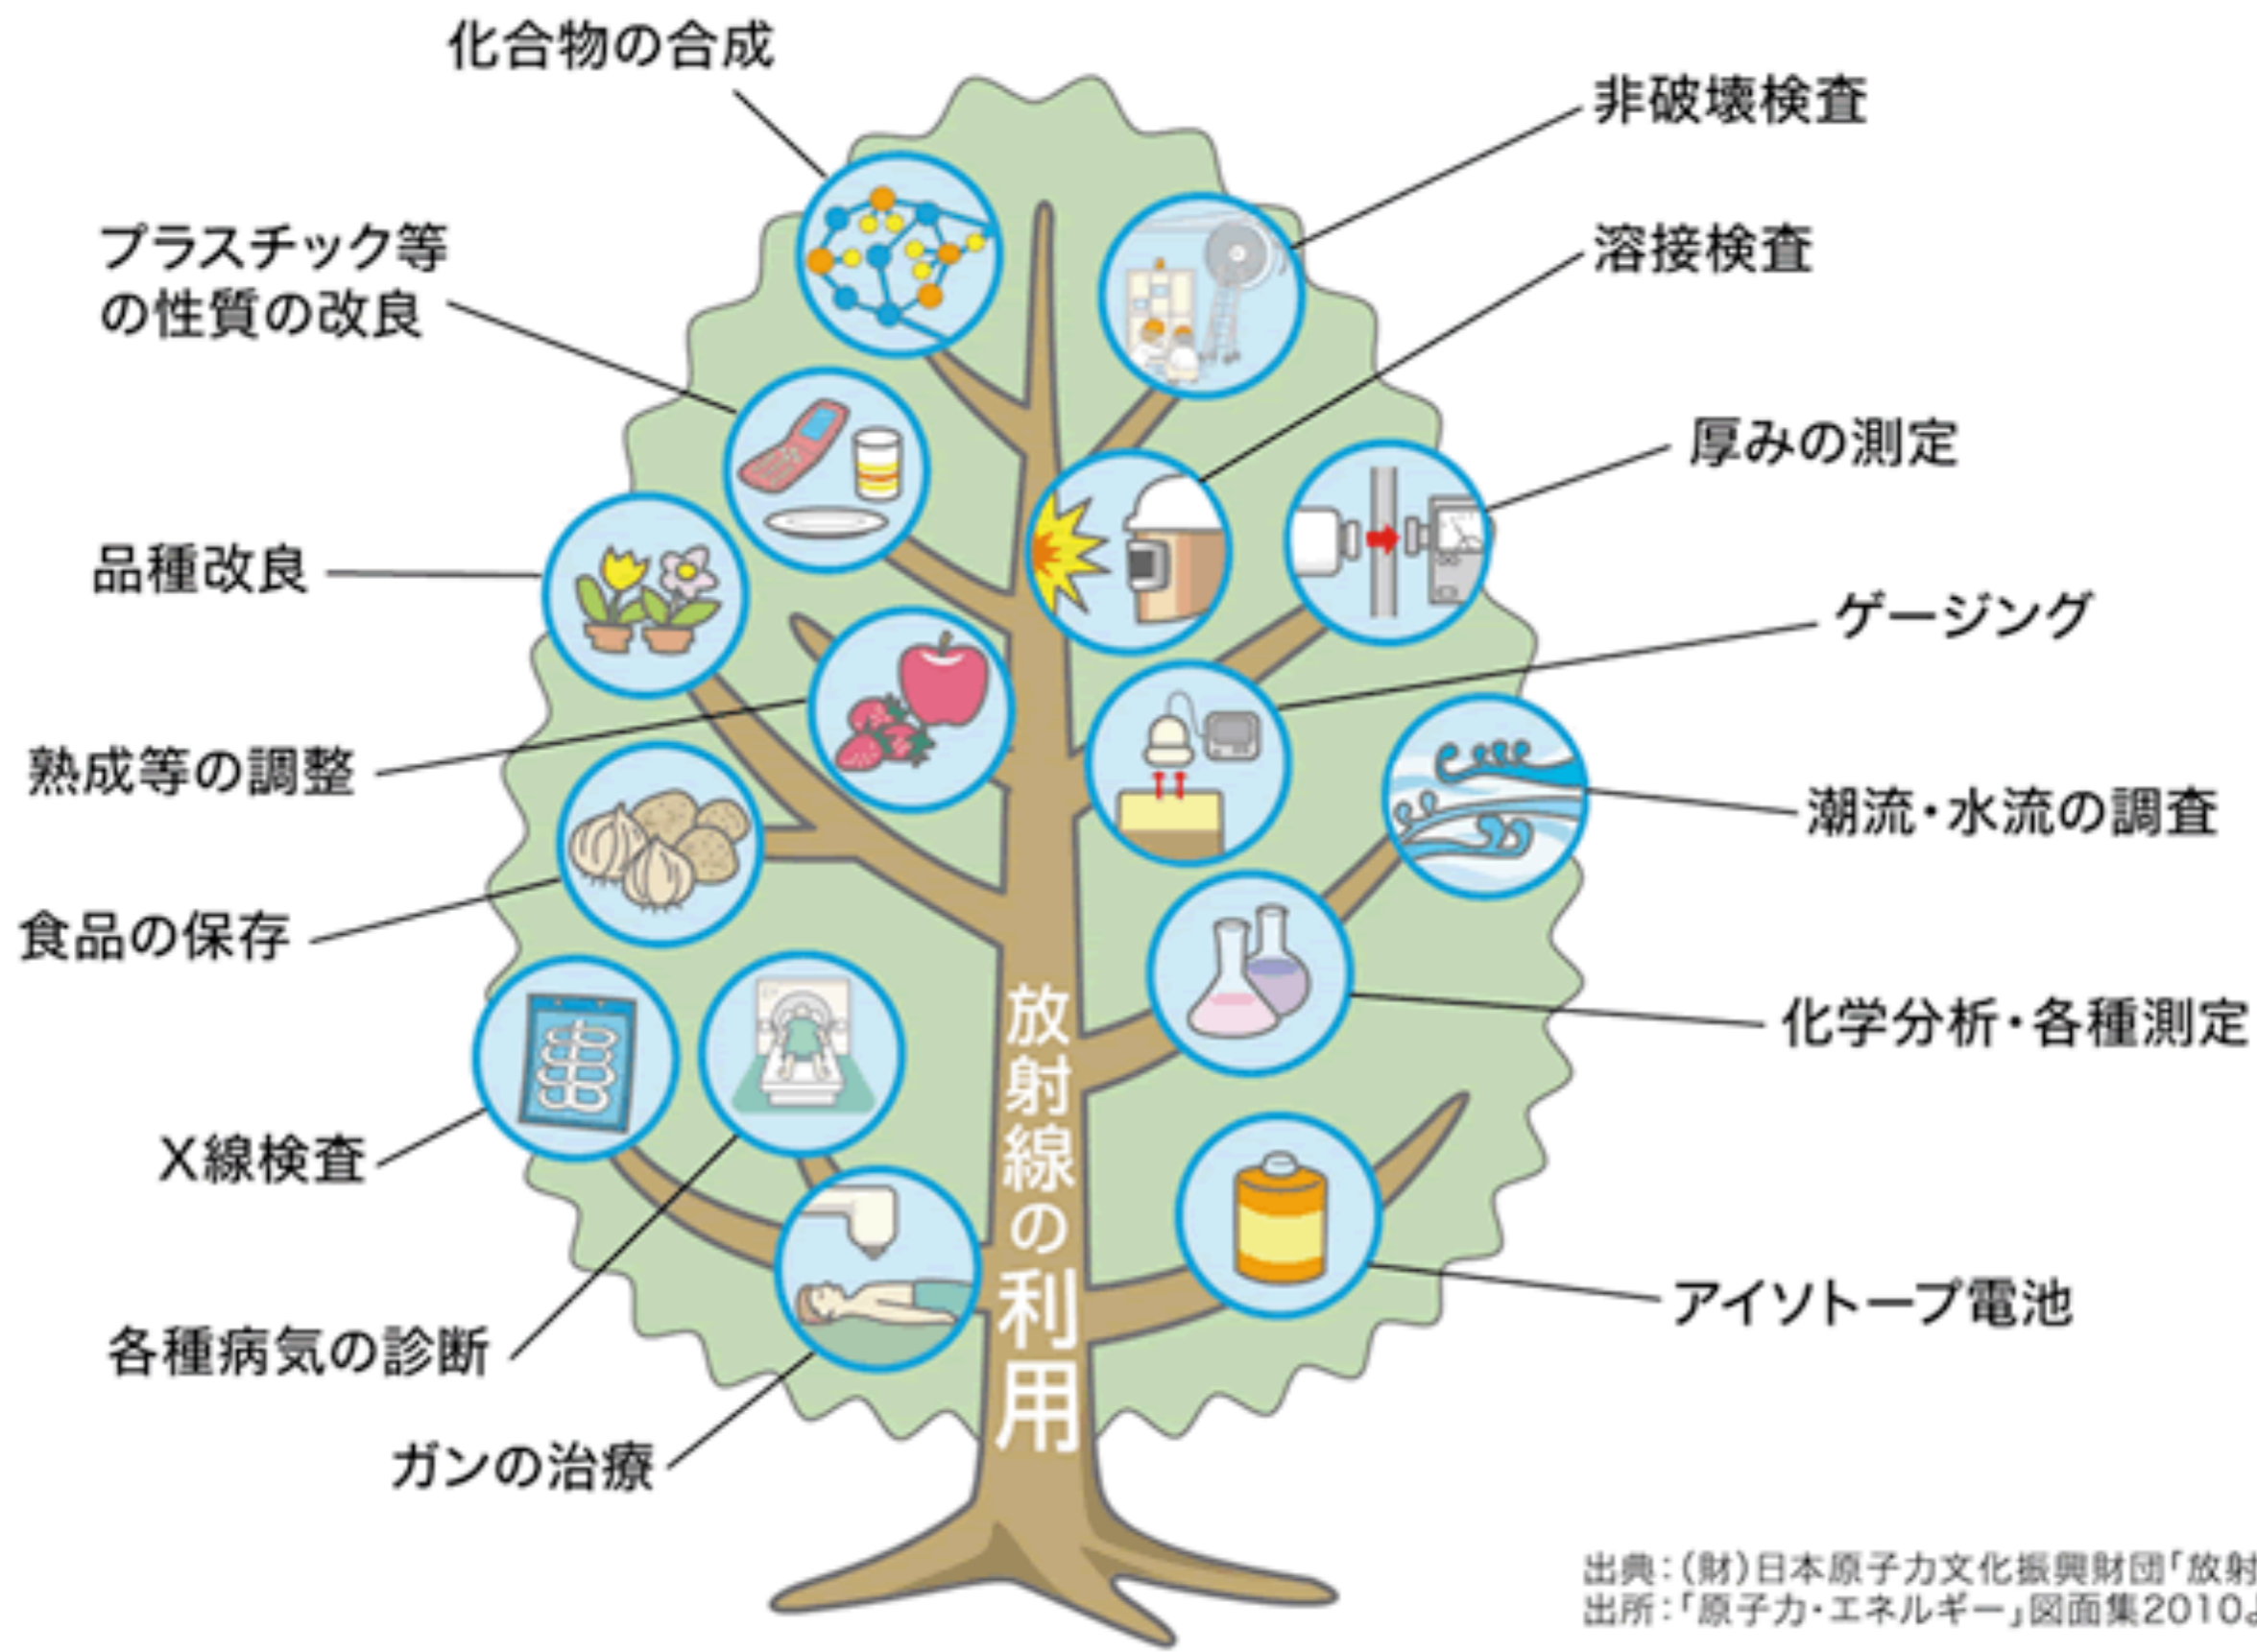 化合物の合成
プラスチック等
の性質の改良
品種改良
熟成等の調整
食品の保存
X線検査
各種病気の診断
ガンの治療
非破壊検査
溶接検査
厚みの測定
ゲージング
潮流・水流の調査
化学分析・各種測定
アイソトープ電池
放射線の利用
出典：(財)日本原子力文化振興財団「放射
出所：「原子力・エネルギー」図面集2010よ